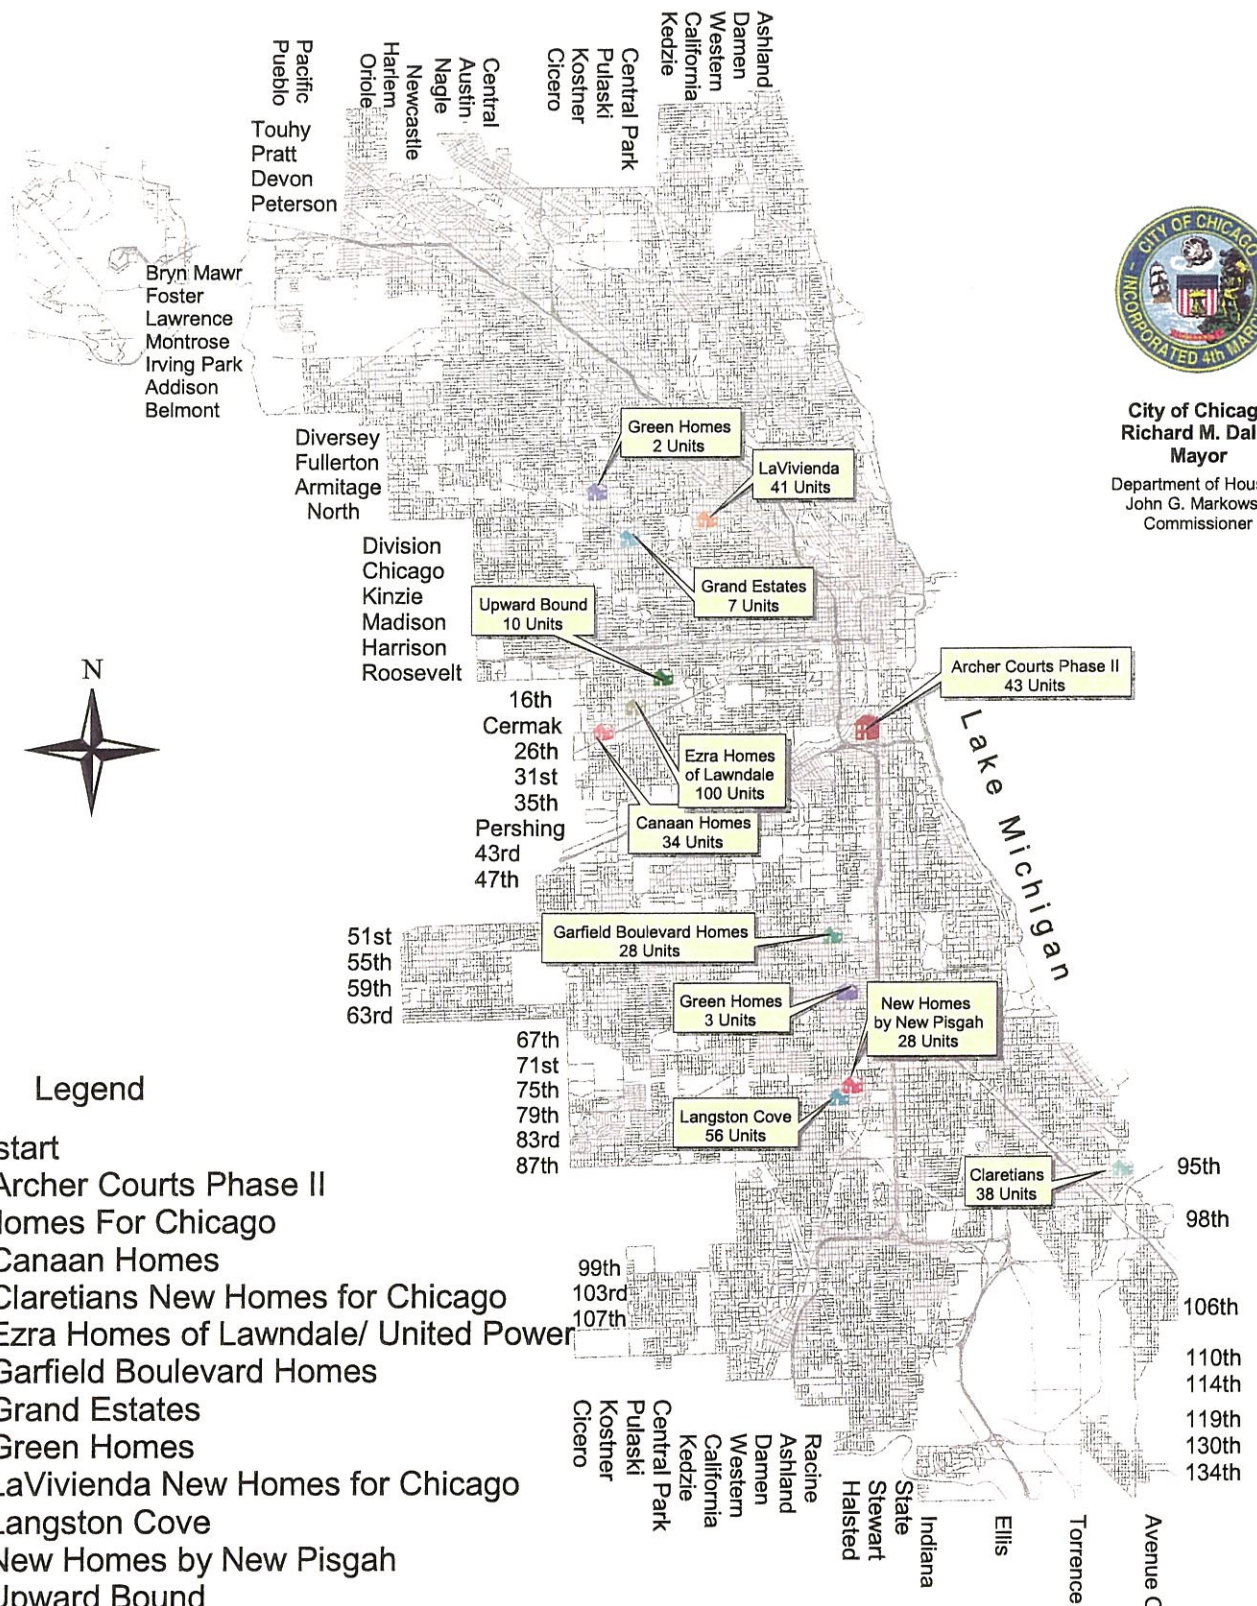 Ashland
Damen
Western
California
Kedzie
Central Park
Pulaski
Kostner
Cicero
Central
Austin
Nagle
Newcastle
Harlem
Oriole
Pacific
Pueblo
Touhy
Pratt
Devon
Peterson
Bryn Mawr
Foster
Lawrence
Montrose
Irving Park
Addison
Belmont
CITY OF CHICAGO
INCORPORATED 4th MA
City of Chicag
Richard M. Dal
Mayor
Department of Hou
John G. Markows
Commissioner
Diversey
Fullerton
Armitage
North
Green Homes
2 Units
LaVivienda
41 Units
Division
Chicago
Kinzie
Madison
Harrison
Roosevelt
Grand Estates
7 Units
Upward Bound
10 Units
N
Archer Courts Phase II
43 Units
16th
Cermak
26th
31st
35th
Pershing
43rd
47th
Ezra Homes
of Lawndale
100 Units
Canaan Homes
34 Units
Lake Michigan
51st
55th
59th
63rd
Garfield Boulevard Homes
28 Units
Green Homes
3 Units
New Homes
by New Pisgah
28 Units
67th
71st
75th
79th
83rd
87th
Langston Cove
56 Units
Claretians
38 Units
95th
98th
106th
110th
114th
119th
130th
134th
99th
103rd
107th
Legend
start
Archer Courts Phase II
Homes For Chicago
Canaan Homes
Claretians New Homes for Chicago
Ezra Homes of Lawndale/ United Power
Garfield Boulevard Homes
Grand Estates
Green Homes
LaVivienda New Homes for Chicago
Langston Cove
New Homes by New Pisgah
Upward Bound
Cicero
Kostner
Pulaski
Central Park
Kedzie
California
Western
Damen
Ashland
Racine
Halsted
Stewart
State
Indiana
Ellis
Torrence
Avenue